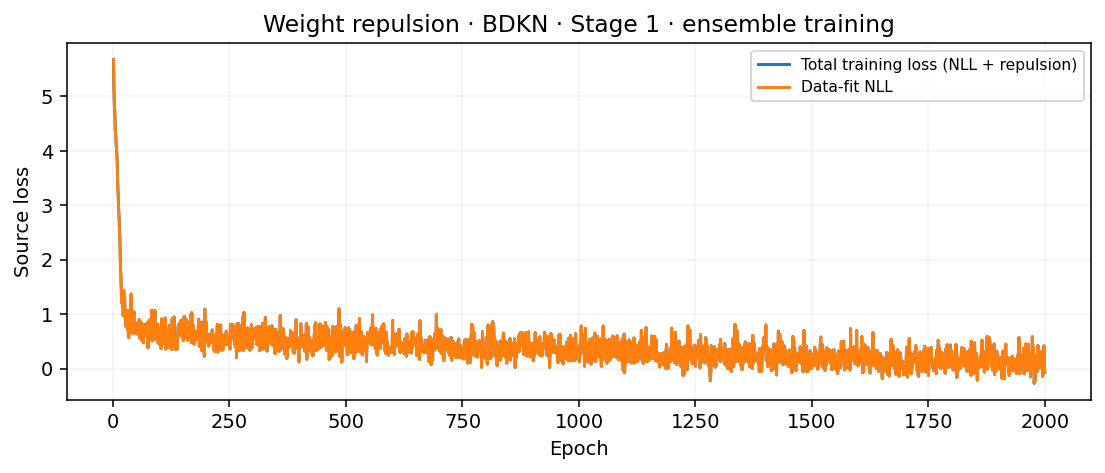 Weight repulsion · BDKN · Stage 1 · ensemble training
Total training loss (NLL + repulsion)
Data-fit NLL
Source loss
5
4
3
2
1
0
0 250 500 750 1000 1250 1500 1750 2000
Epoch